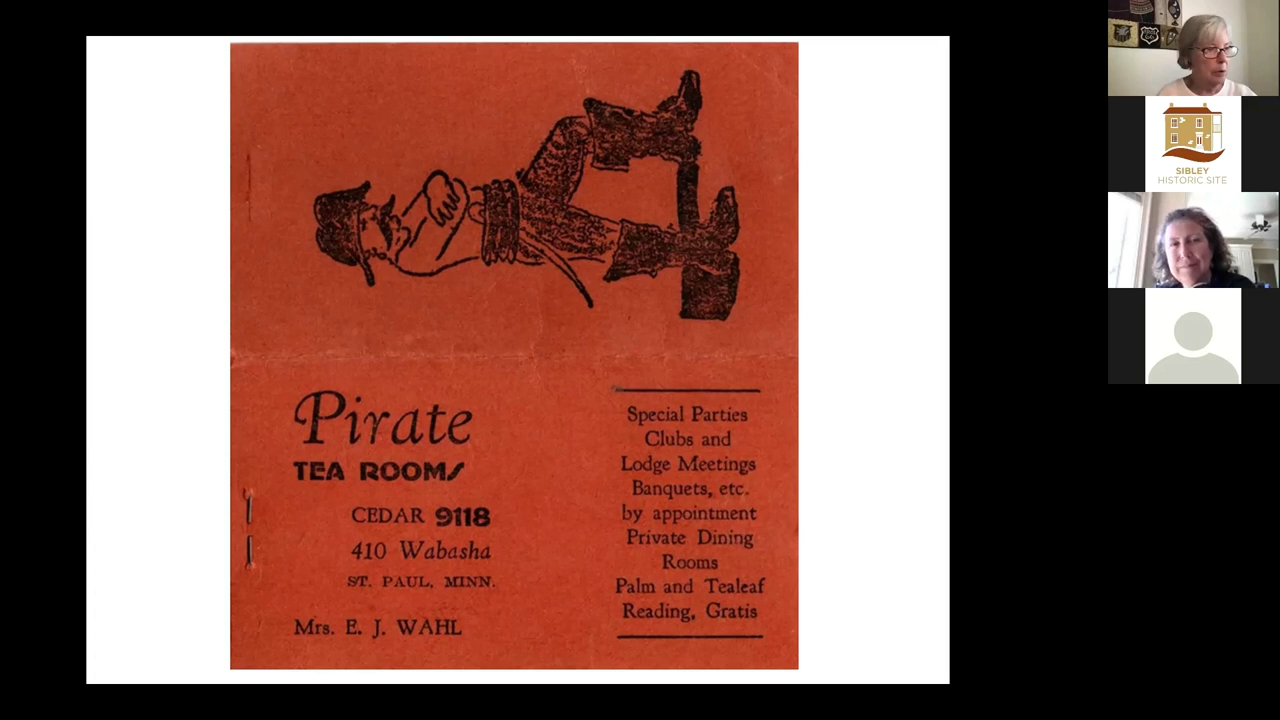 Pirate
TEA ROOMS
CEDAR 9118
410 Wabasha
ST. PAUL, MINN.
Mrs. E. J. WAHL
Special Parties
Clubs and
Lodge Meetings
Banquets, etc.
by appointment
Private Dining
Rooms
Palm and Tealeaf
Reading, Gratis
SIBLEY
HISTORIC SITE